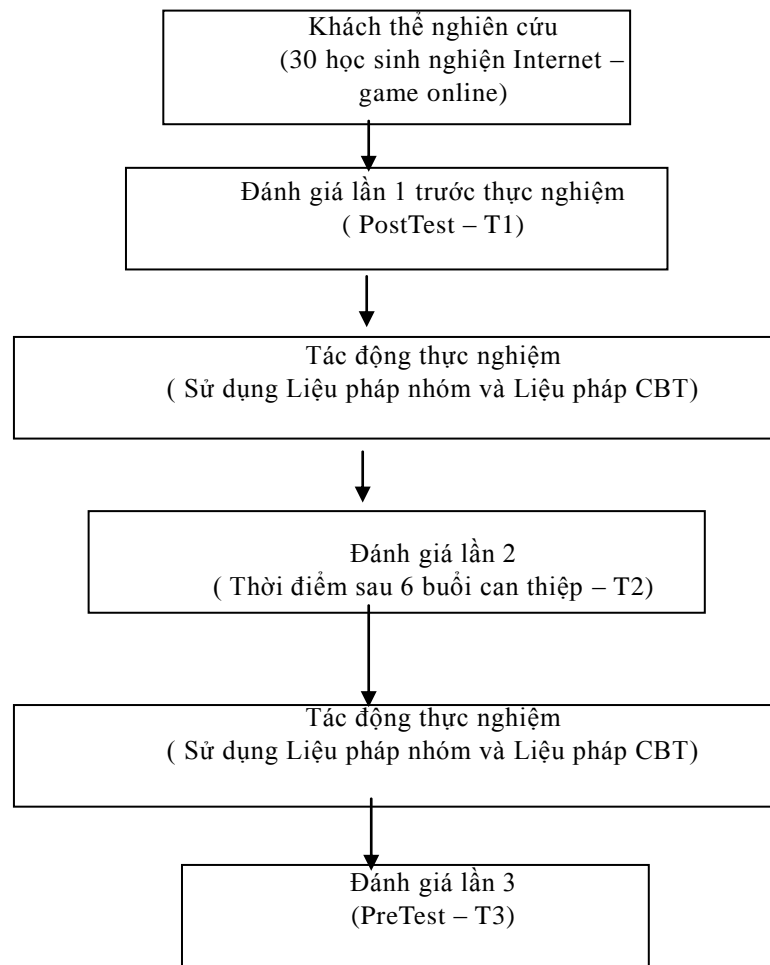 Khách thể nghiên cứu
(30 học sinh nghiện Internet –
game online)
Đánh giá lần 1 trước thực nghiệm
( PostTest – T1)
Tác động thực nghiệm
( Sử dụng Liệu pháp nhóm và Liệu pháp CBT)
Đánh giá lần 2
( Thời điểm sau 6 buổi can thiệp – T2)
Tác động thực nghiệm
( Sử dụng Liệu pháp nhóm và Liệu pháp CBT)
Đánh giá lần 3
(PreTest – T3)